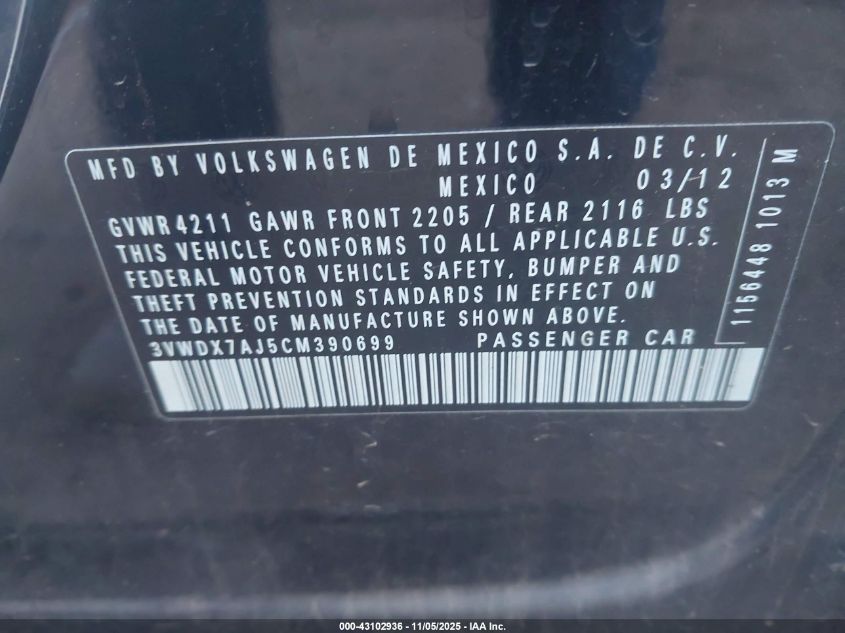 MFD BY VOLKSWAGEN DE MEXICO S.A. DE C.V.
MEXICO 03/12
GVWR 4211 GAWR FRONT 2205 / REAR 2116 LBS
THIS VEHICLE CONFORMS TO ALL APPLICABLE U.S.
FEDERAL MOTOR VEHICLE SAFETY, BUMPER AND
THEFT PREVENTION STANDARDS IN EFFECT ON
THE DATE OF MANUFACTURE SHOWN ABOVE.
3VWDX7AJ5CM390699 PASSENGER CAR
1156448 1013 M
000-43102936 - 11/05/2025 - IAA Inc.